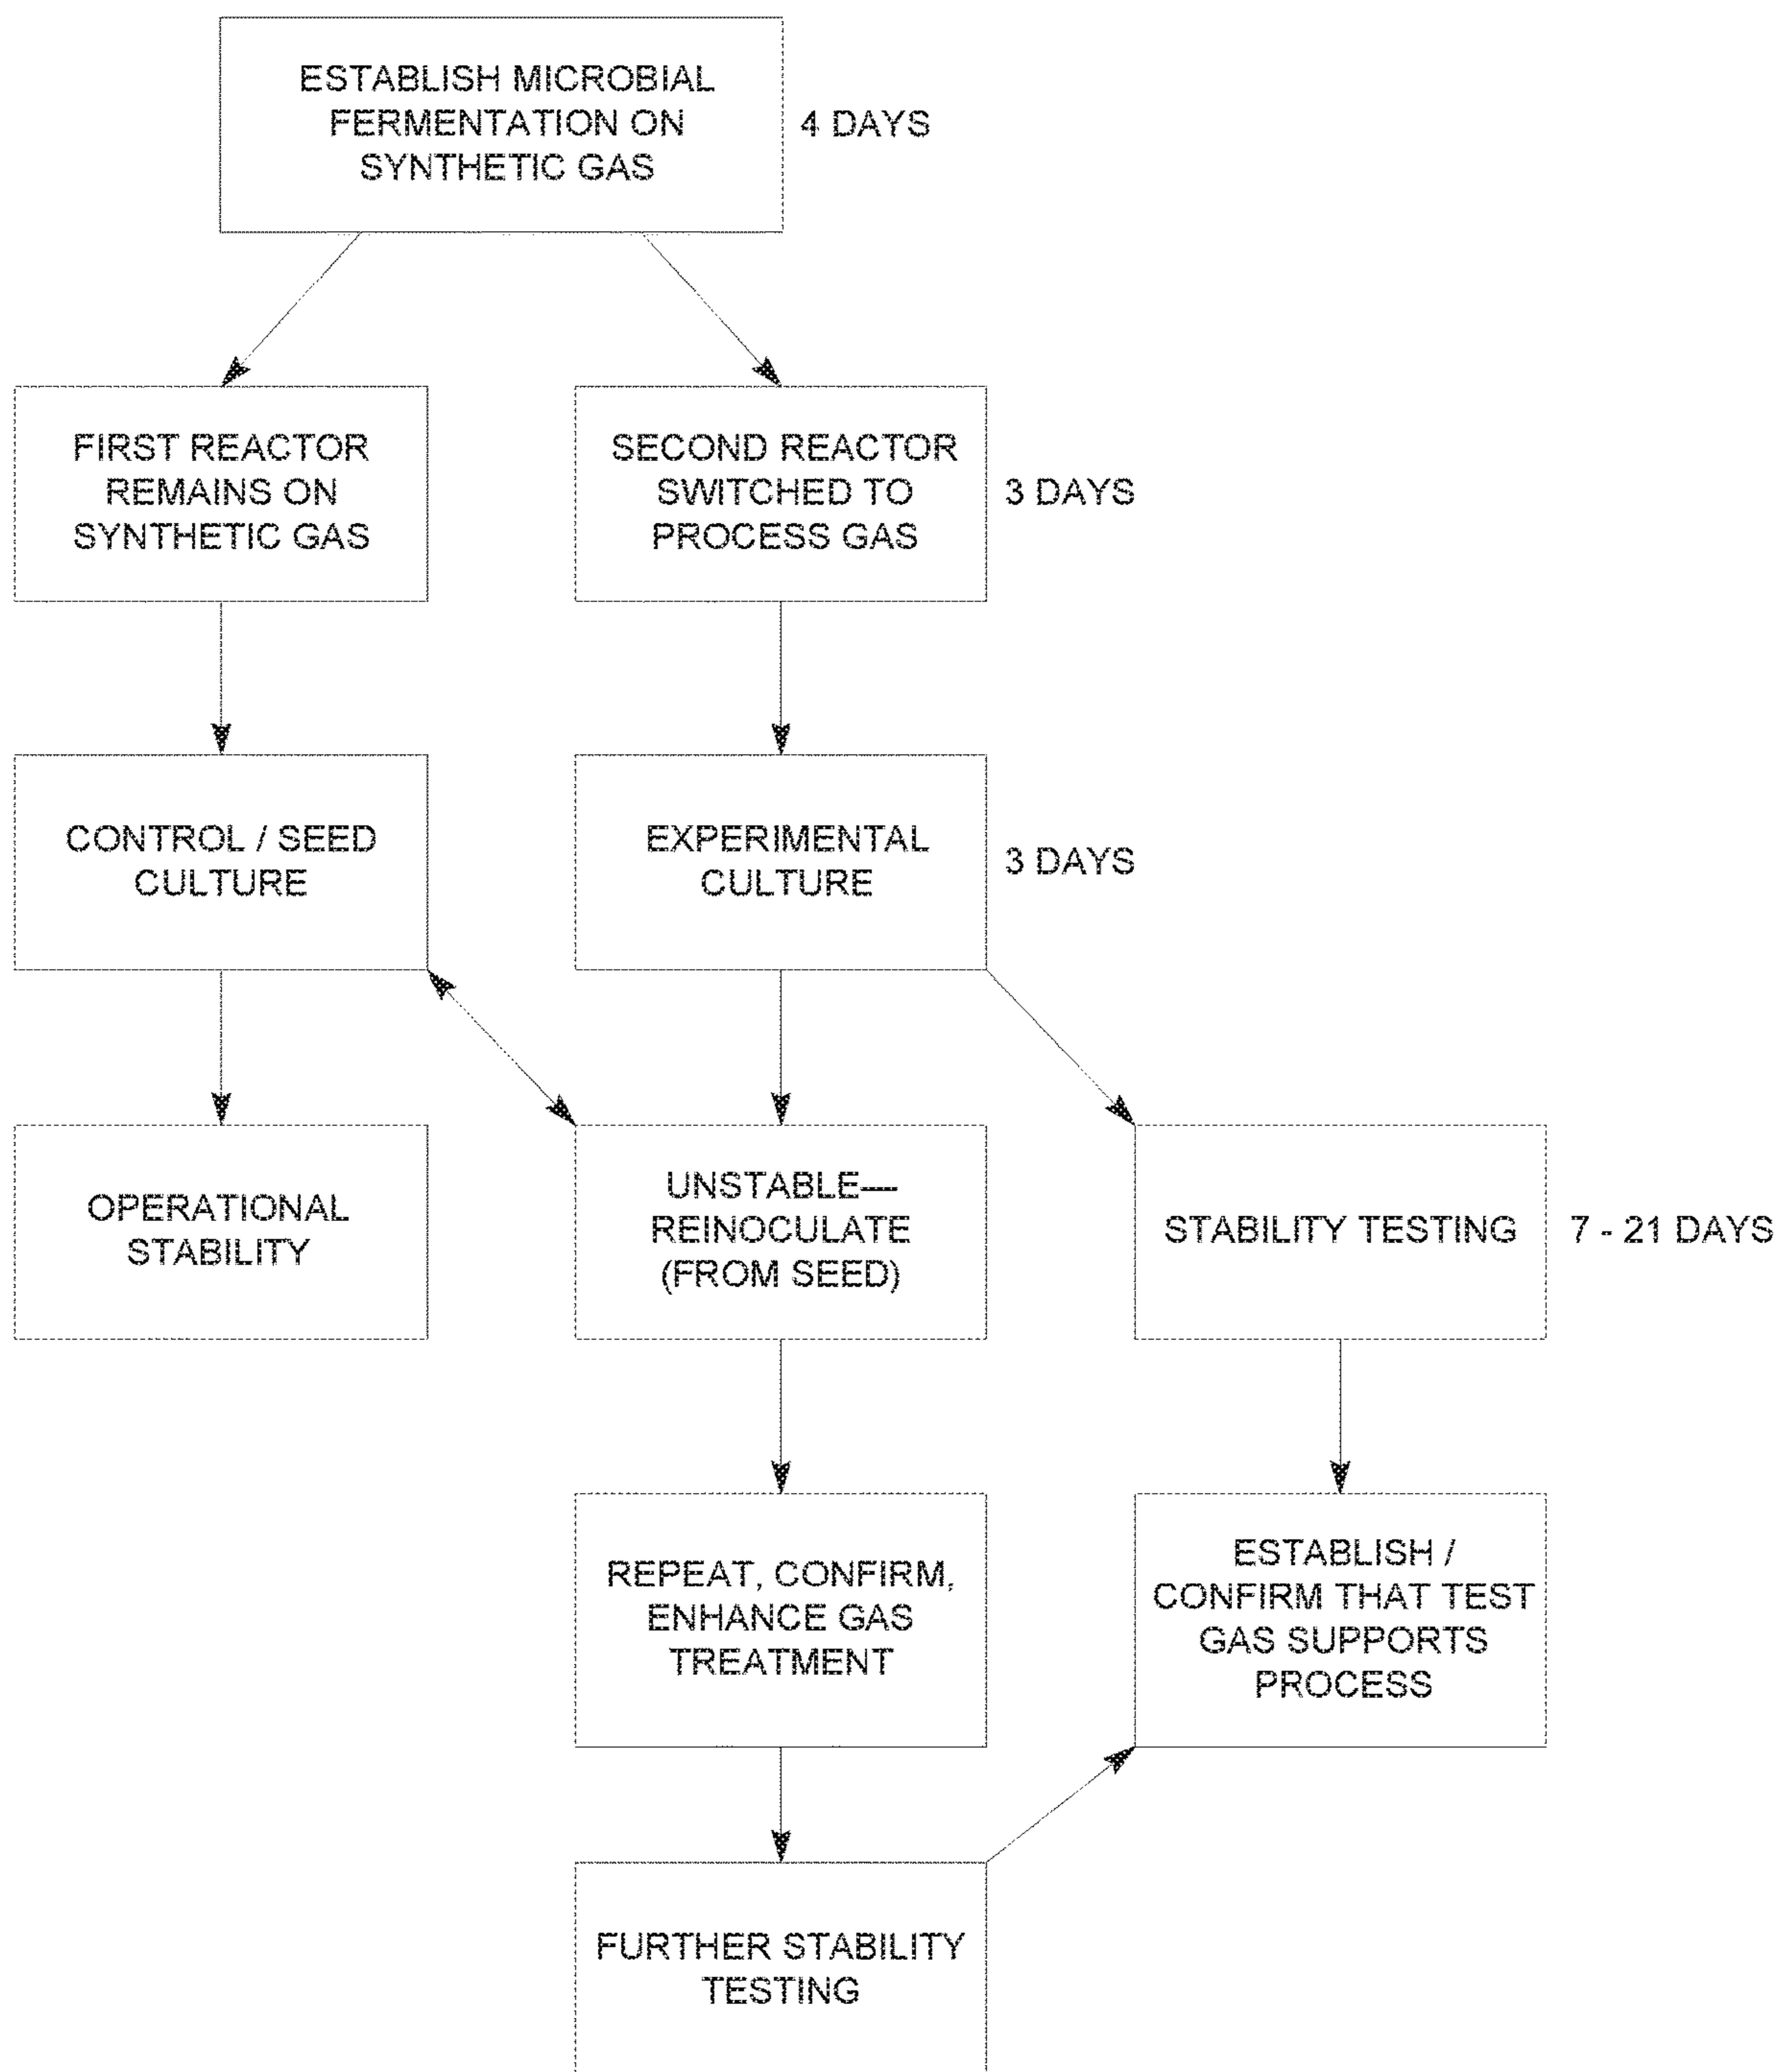 ESTABLISH MICROBIAL
FERMENTATION ON
SYNTHETIC GAS
4 DAYS
FIRST REACTOR
REMAINS ON
SYNTHETIC GAS
SECOND REACTOR
SWITCHED TO
PROCESS GAS
3 DAYS
CONTROL / SEED
CULTURE
EXPERIMENTAL
CULTURE
3 DAYS
OPERATIONAL
STABILITY
UNSTABLE—
REINOCULATE
(FROM SEED)
STABILITY TESTING
7 - 21 DAYS
REPEAT, CONFIRM,
ENHANCE GAS
TREATMENT
ESTABLISH /
CONFIRM THAT TEST
GAS SUPPORTS
PROCESS
FURTHER STABILITY
TESTING